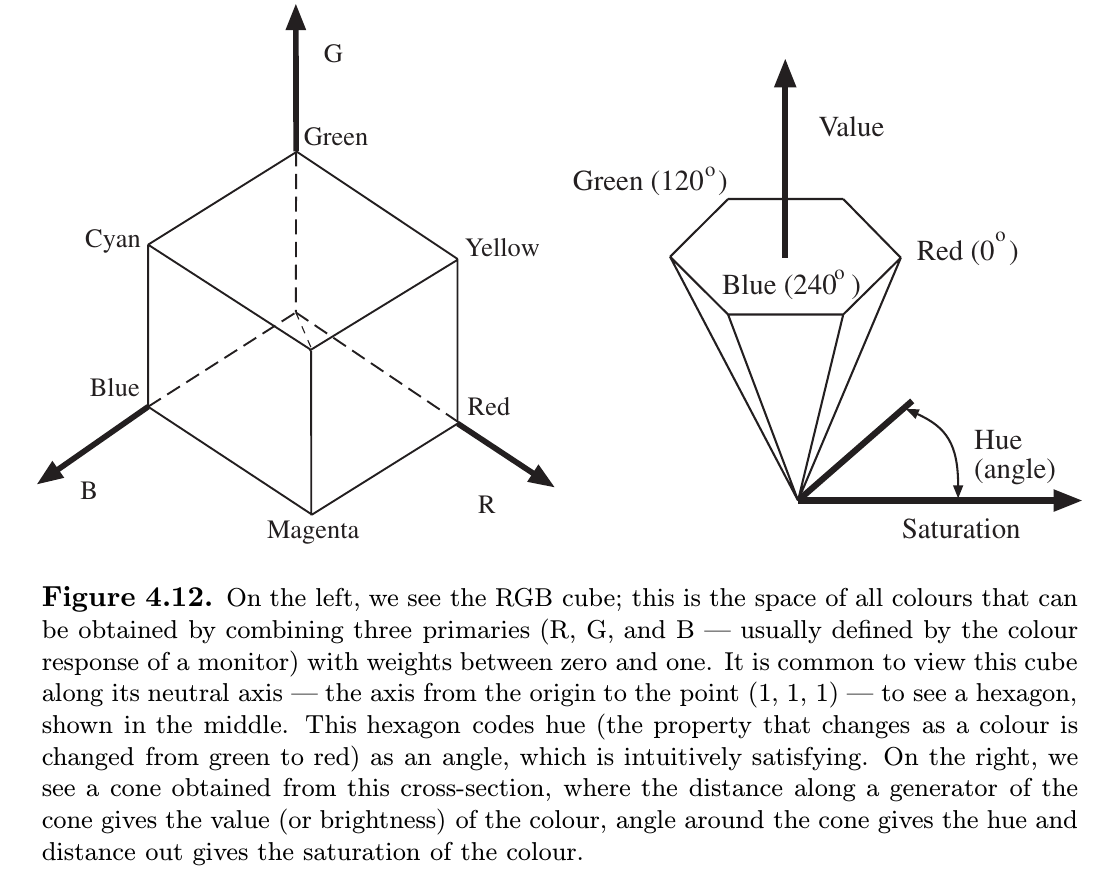 G
Green
Cyan
Yellow
Blue
Red
B
R
Magenta
Value
Green (120º)
Red (0º)
Blue (240º)
Hue
(angle)
Saturation
Figure 4.12. On the left, we see the RGB cube; this is the space of all colours that can
be obtained by combining three primaries (R, G, and B — usually defined by the colour
response of a monitor) with weights between zero and one. It is common to view this cube
along its neutral axis — the axis from the origin to the point (1, 1, 1) — to see a hexagon,
shown in the middle. This hexagon codes hue (the property that changes as a colour is
changed from green to red) as an angle, which is intuitively satisfying. On the right, we
see a cone obtained from this cross-section, where the distance along a generator of the
cone gives the value (or brightness) of the colour, angle around the cone gives the hue and
distance out gives the saturation of the colour.